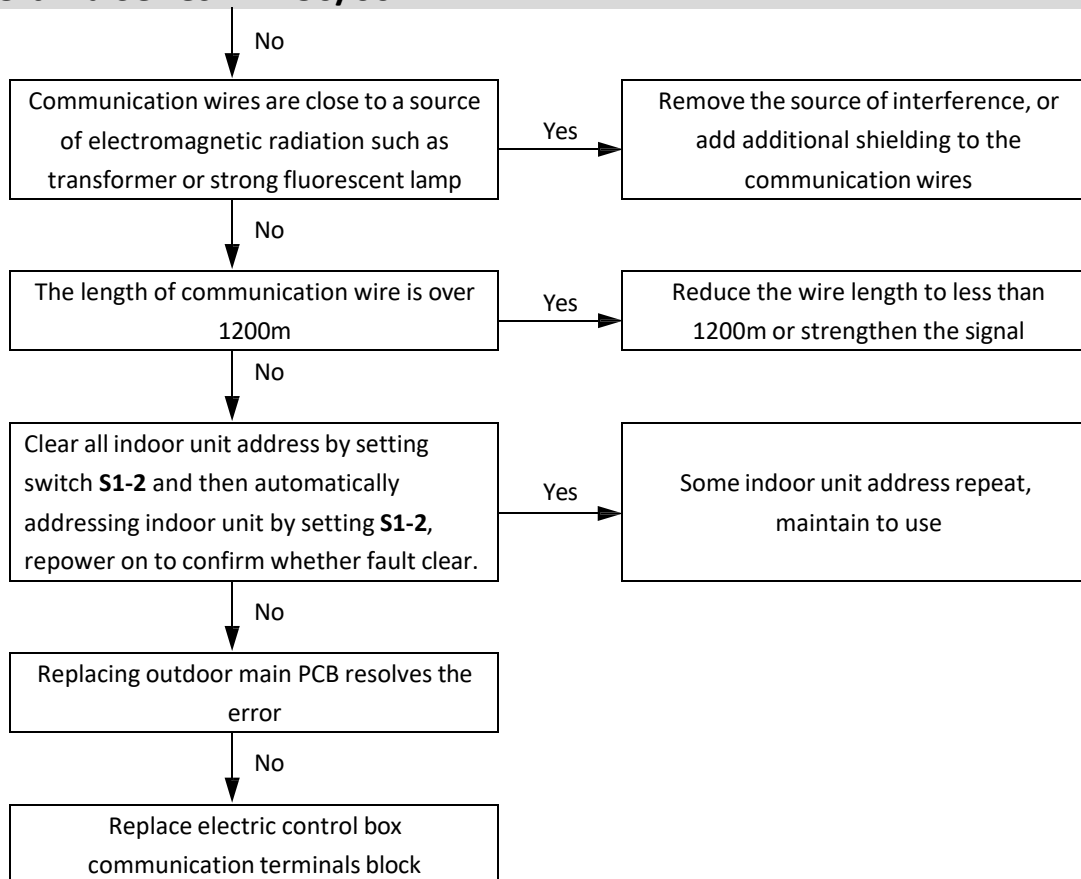 No
Communication wires are close to a source
of electromagnetic radiation such as
transformer or strong fluorescent lamp
Yes
Remove the source of interference, or
add additional shielding to the
communication wires
No
The length of communication wire is over
1200m
Yes
Reduce the wire length to less than
1200m or strengthen the signal
No
Clear all indoor unit address by setting
switch S1-2 and then automatically
addressing indoor unit by setting S1-2,
repower on to confirm whether fault clear.
Yes
Some indoor unit address repeat,
maintain to use
No
Replacing outdoor main PCB resolves the
error
No
Replace electric control box
communication terminals block